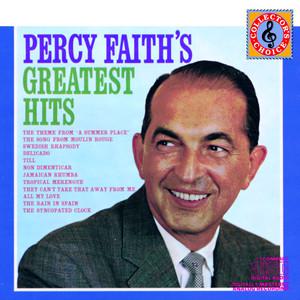 PERCY FAITH'S
GREATEST
HITS
COLLECTOR'S
CHOICE
THE THEME FROM "A SUMMER PLACE"
THE SONG FROM MOULIN ROUGE
SWEDISH RHAPSODY
DELICADO
TILL
NON DIMENTICAR
JAMAICAN RHUMBA
TROPICAL MERENGUE
THEY CAN'T TAKE THAT AWAY FROM ME
ALL MY LOVE
THE RAIN IN SPAIN
THE SYNCOPATED CLOCK